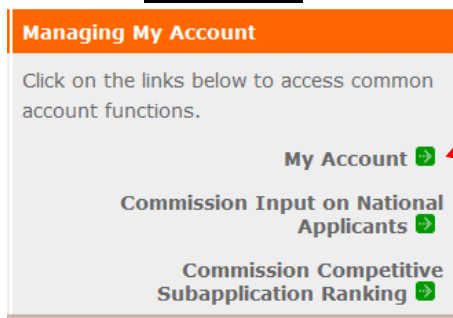 Managing My Account
Click on the links below to access common
account functions.
My Account
Commission Input on National
Applicants
Commission Competitive
Subapplication Ranking